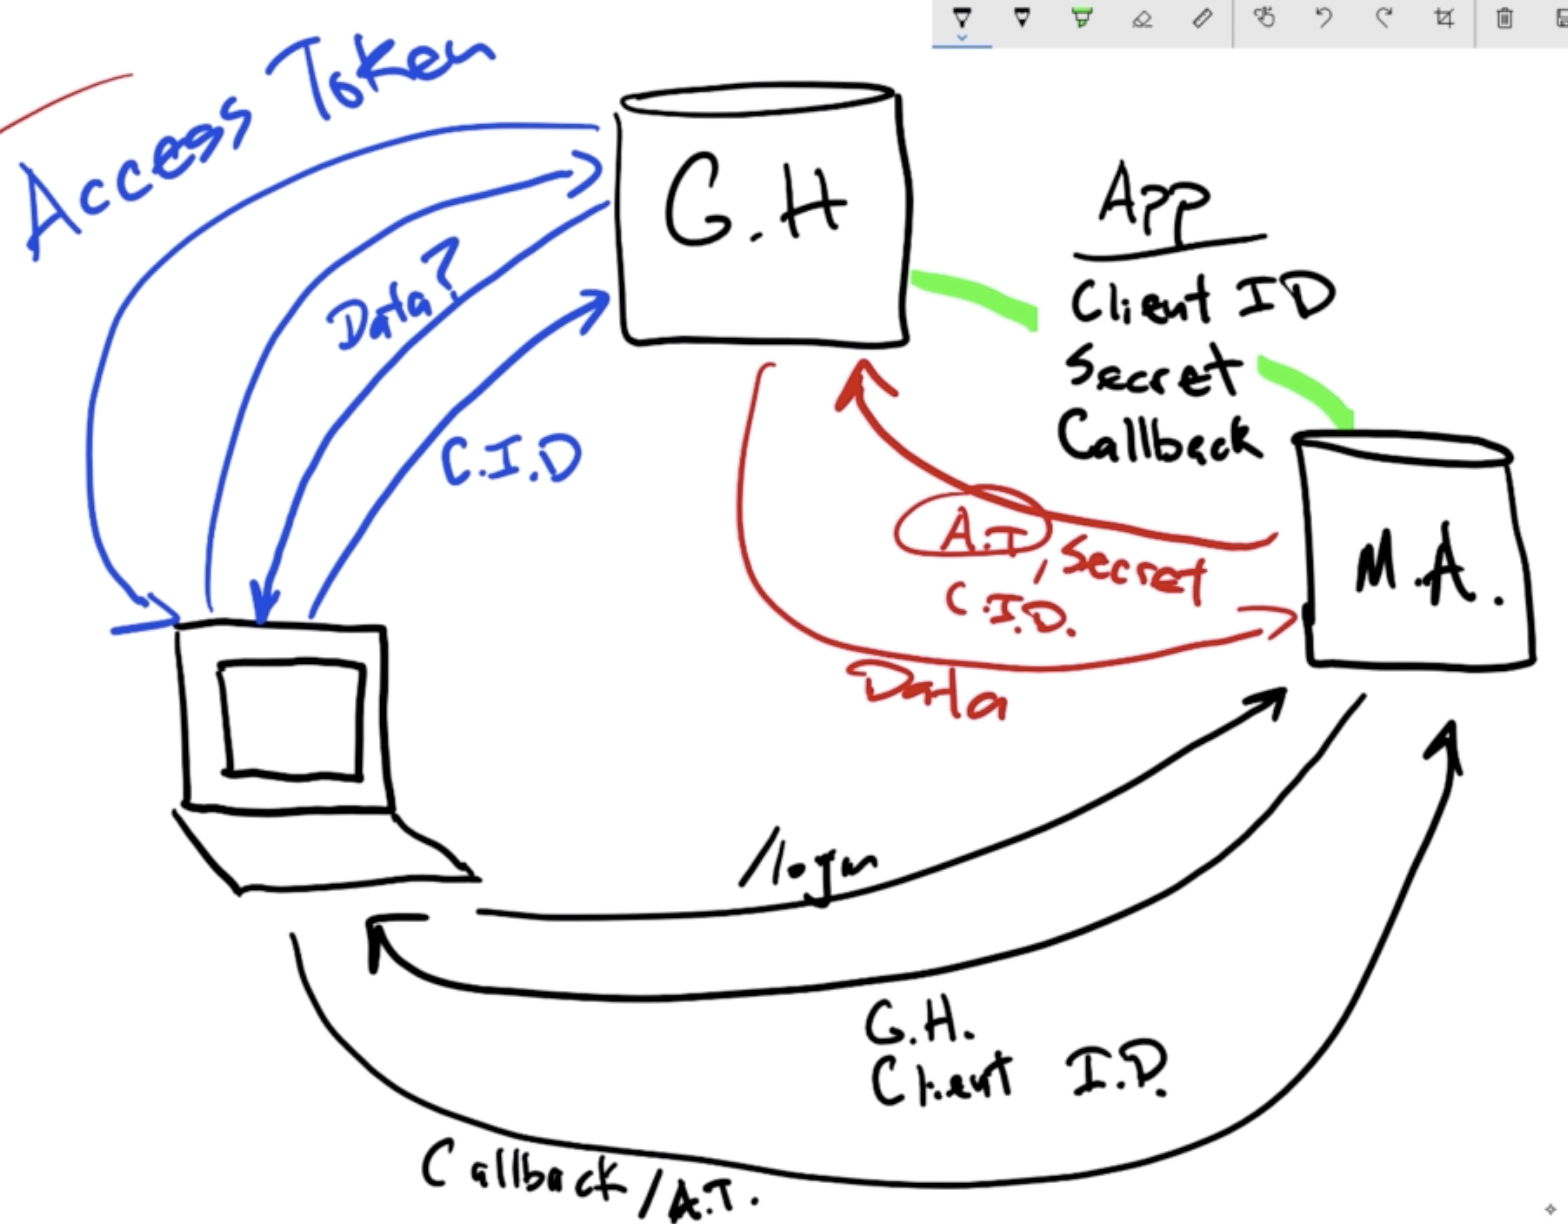 Access Token
G.H
App
Client ID
Secret
Callback
Data?
C.I.D
A.T, Secret
C.I.D.
M.A.
Data
/login
G.H.
Client I.D.
Callback/A.T.